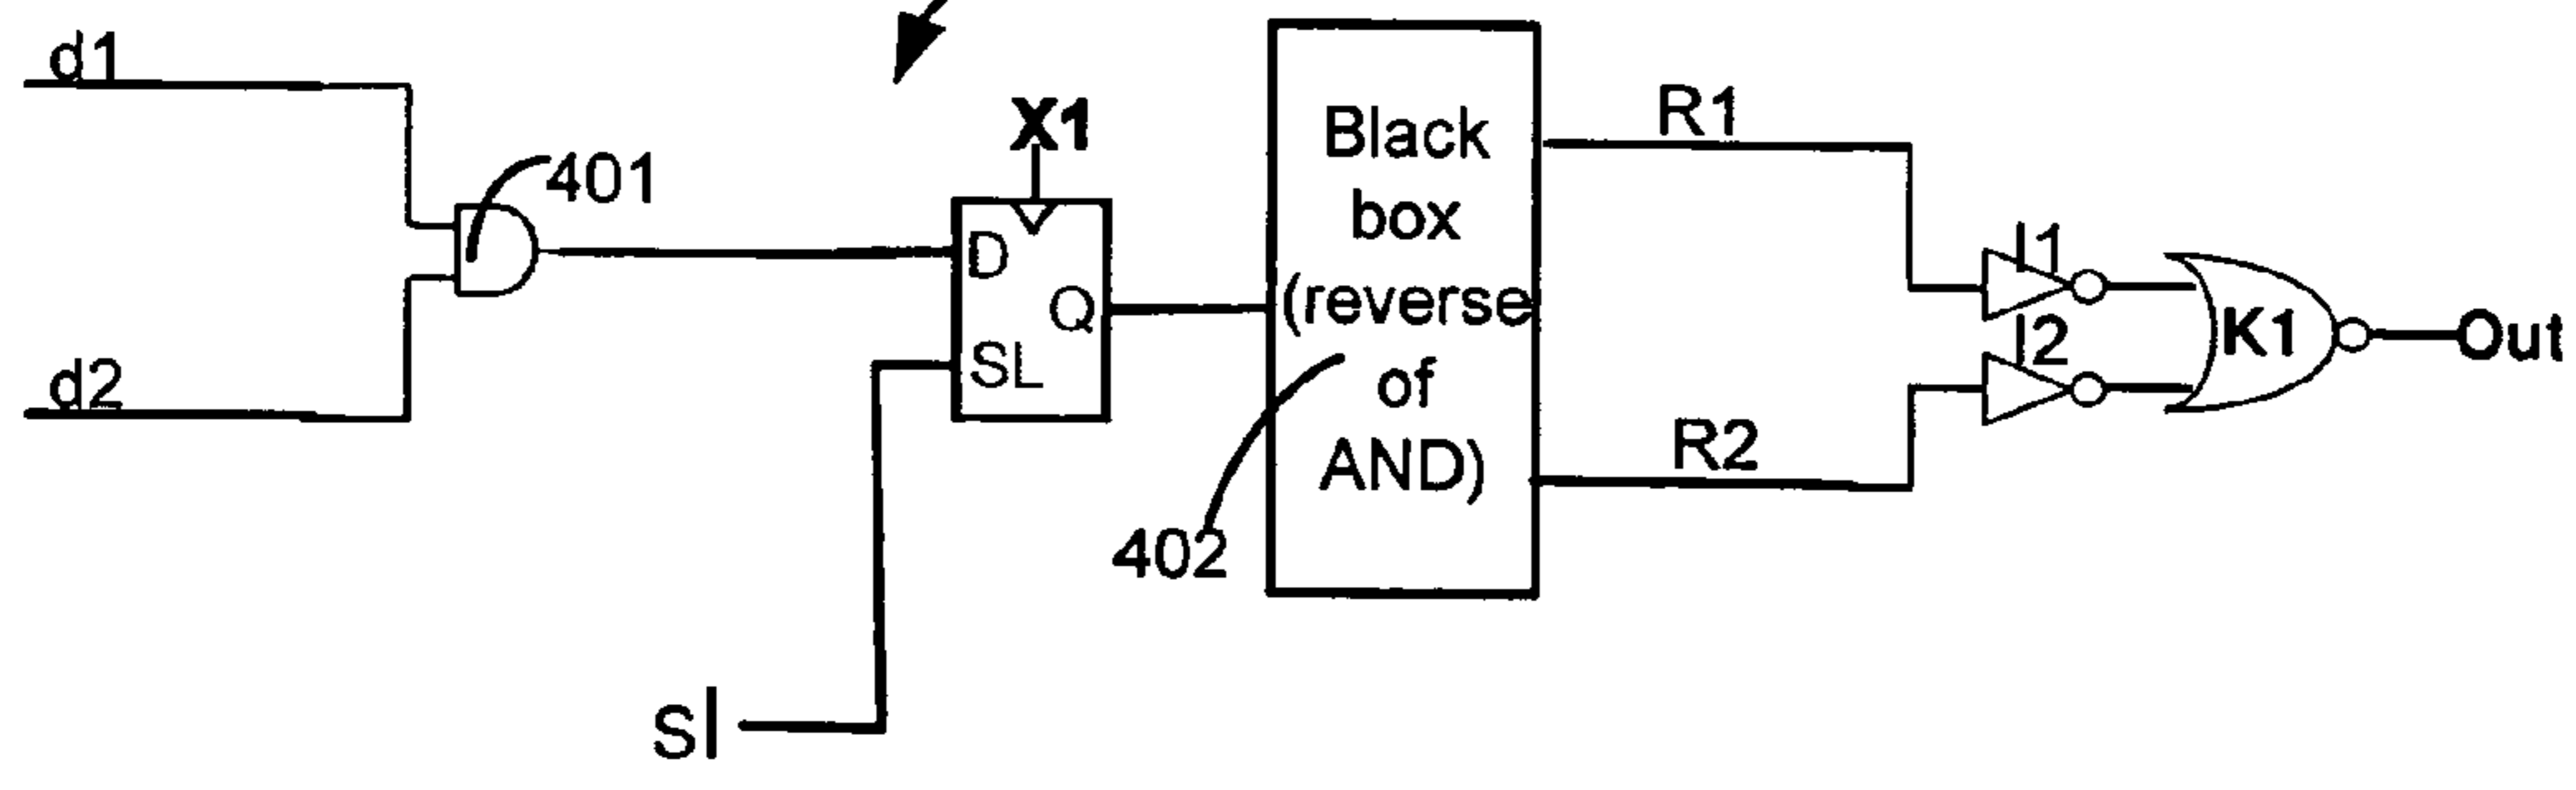 d1
401
d2
X1
D
Q
SL
Sl
Black
box
(reverse
of
AND)
402
R1
R2
I1
I2
K1
Out